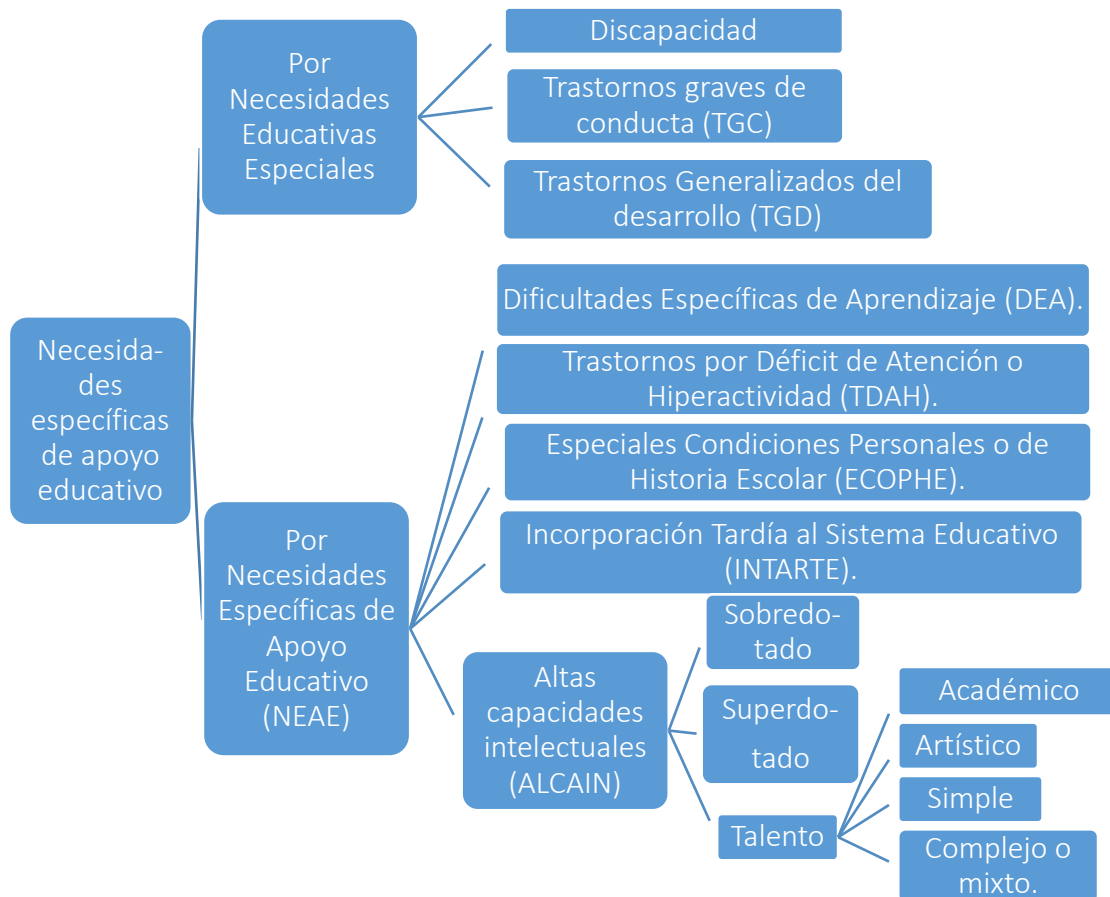 Por
Necesidades
Educativas
Especiales
Discapacidad
Trastornos graves de
conducta (TGC)
Trastornos Generalizados del
desarrollo (TGD)
Necesida-
des
específicas
de apoyo
educativo
Por
Necesidades
Específicas de
Apoyo
Educativo
(NEAE)
Dificultades Específicas de Aprendizaje (DEA).
Trastornos por Déficit de Atención o
Hiperactividad (TDAH).
Especiales Condiciones Personales o de
Historia Escolar (ECOPHE).
Incorporación Tardía al Sistema Educativo
(INTARTE).
Altas
capacidades
intelectuales
(ALCAIN)
Sobredo-
tado
Superdo-
tado
Talento
Académico
Artístico
Simple
Complejo o
mixto.